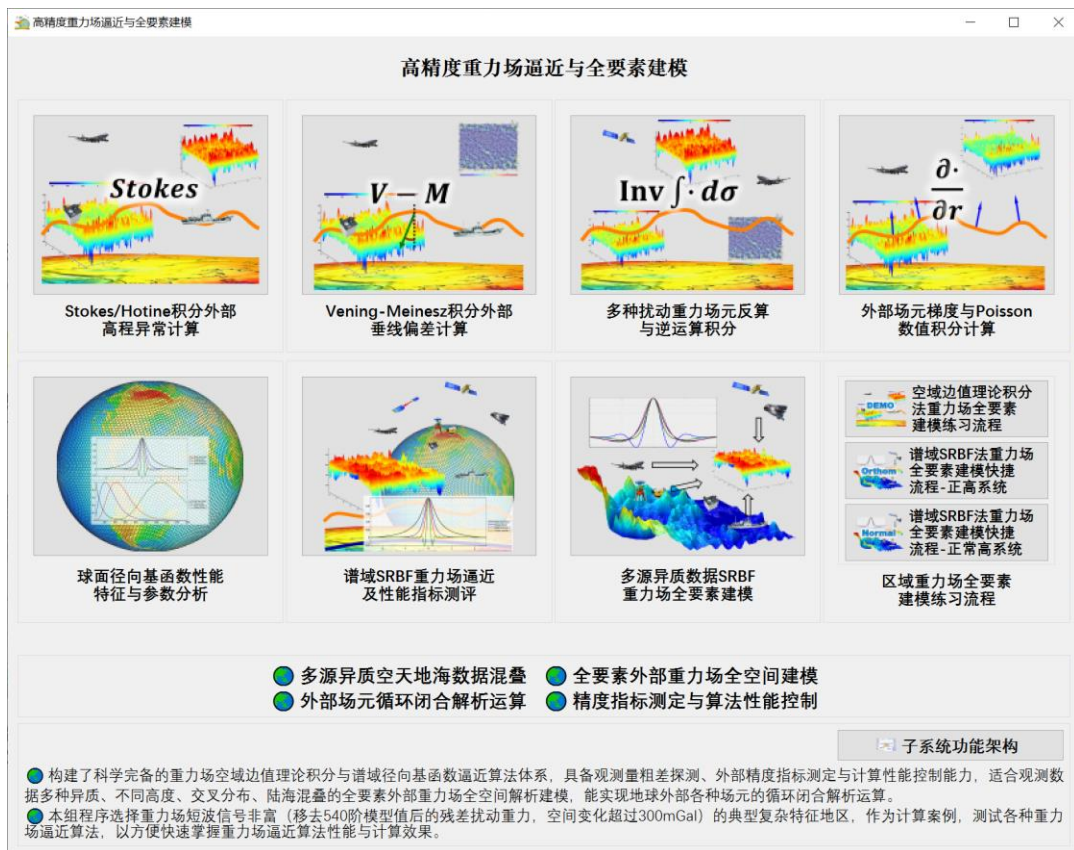 高精度重力场逼近与全要素建模
高精度重力场逼近与全要素建模
Stokes
Stokes/Hotine积分外部
高程异常计算
V − M
Vening-Meinesz积分外部
垂线偏差计算
Inv ∫· dσ
多种扰动重力场元反算
与逆运算积分
∂·
∂r
外部场元梯度与Poisson
数值积分计算
球面径向基函数性能
特征与参数分析
谱域SRBF重力场逼近
及性能指标测评
多源异质数据SRBF
重力场全要素建模
DEMO
空域边值理论积分
法重力场全要素
建模练习流程
Orthom
谱域SRBF法重力场
全要素建模快捷
流程-正高系统
Normal
谱域SRBF法重力场
全要素建模快捷
流程-正常高系统
区域重力场全要素
建模练习流程
多源异质空天地海数据混叠
全要素外部重力场全空间建模
外部场元循环闭合解析运算
精度指标测定与算法性能控制
子系统功能架构
构建了科学完备的重力场空域边值理论积分与谱域径向基函数逼近算法体系，具备观测量粗差探测、外部精度指标测定与计算性能控制能力，适合观测数
据多种异质、不同高度、交叉分布、陆海混叠的全要素外部重力场全空间解析建模，能实现地球外部各种场元的循环闭合解析运算。
本组程序选择重力场短波信号非富（移去540阶模型值后的残差扰动重力，空间变化超过300mGal）的典型复杂特征地区，作为计算案例，测试各种重力
场逼近算法，以方便快速掌握重力场逼近算法性能与计算效果。